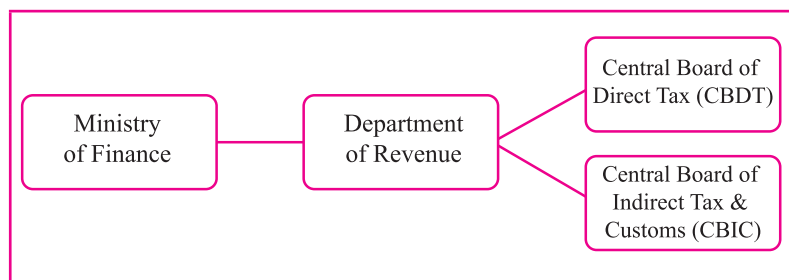 Ministry
of Finance
Department
of Revenue
Central Board of
Direct Tax (CBDT)
Central Board of
Indirect Tax &
Customs (CBIC)